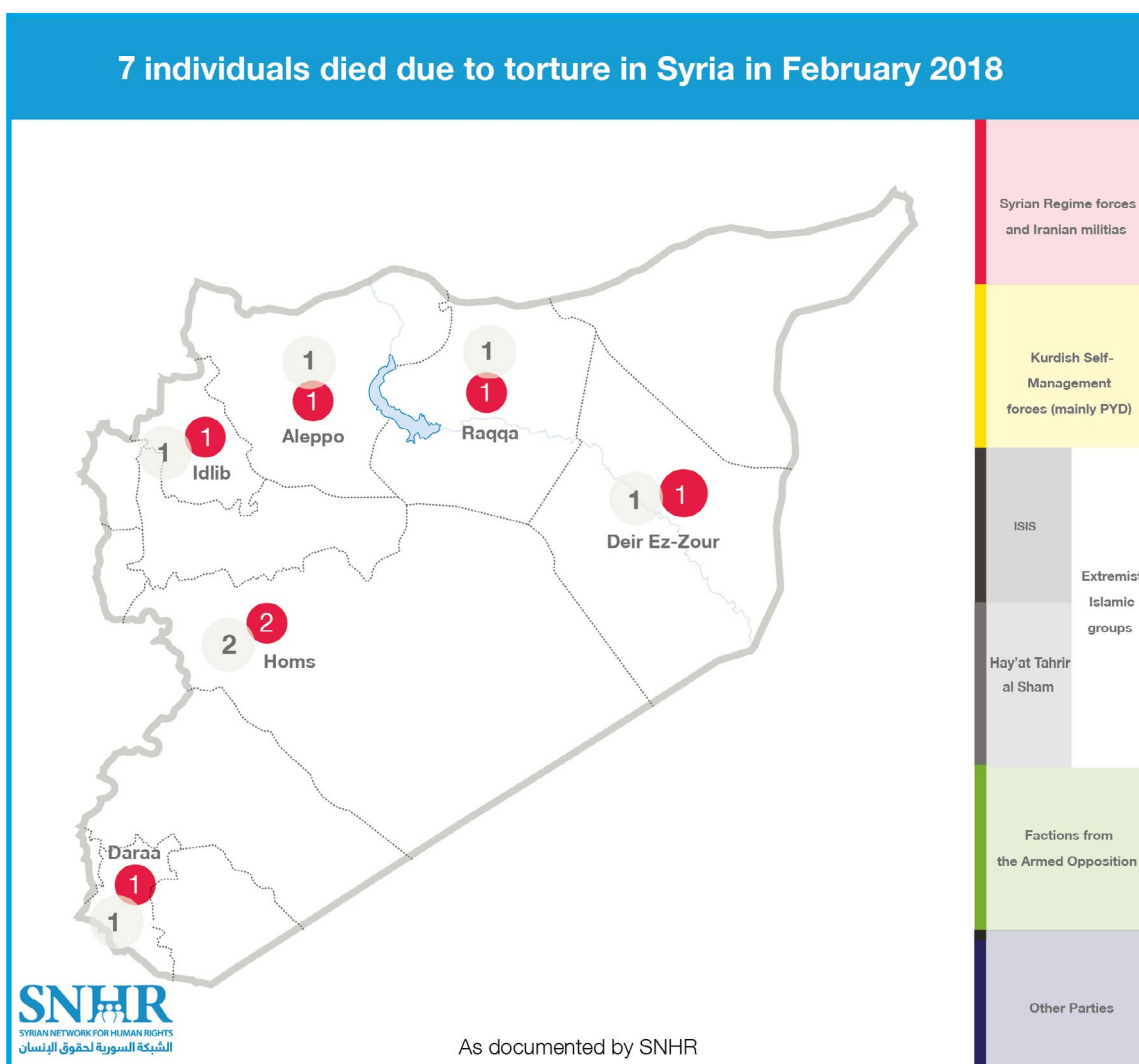 7 individuals died due to torture in Syria in February 2018
Syrian Regime forces
and Iranian militias
Kurdish Self-
Management
forces (mainly PYD)
ISIS
Extremist
Islamic
groups
Hay'at Tahrir
al Sham
Factions from
the Armed Opposition
Other Parties
1
1
Aleppo
1
1
Raqqa
1
1
Idlib
1
1
Deir Ez-Zour
2
2
Homs
Daraa
1
1
SNHR
SYRIAN NETWORK FOR HUMAN RIGHTS
الشبكة السورية لحقوق الإنسان
As documented by SNHR